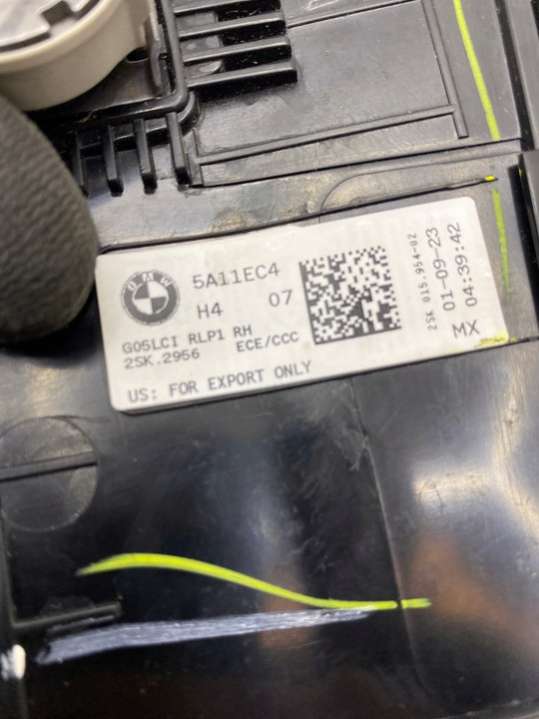 BMW
5A11EC4
H4 07
G05LCI RLP1 RH
2SK.2956 ECE/CCC
US: FOR EXPORT ONLY
2SK 015.954-02
01-09-23
04:39:42
MX